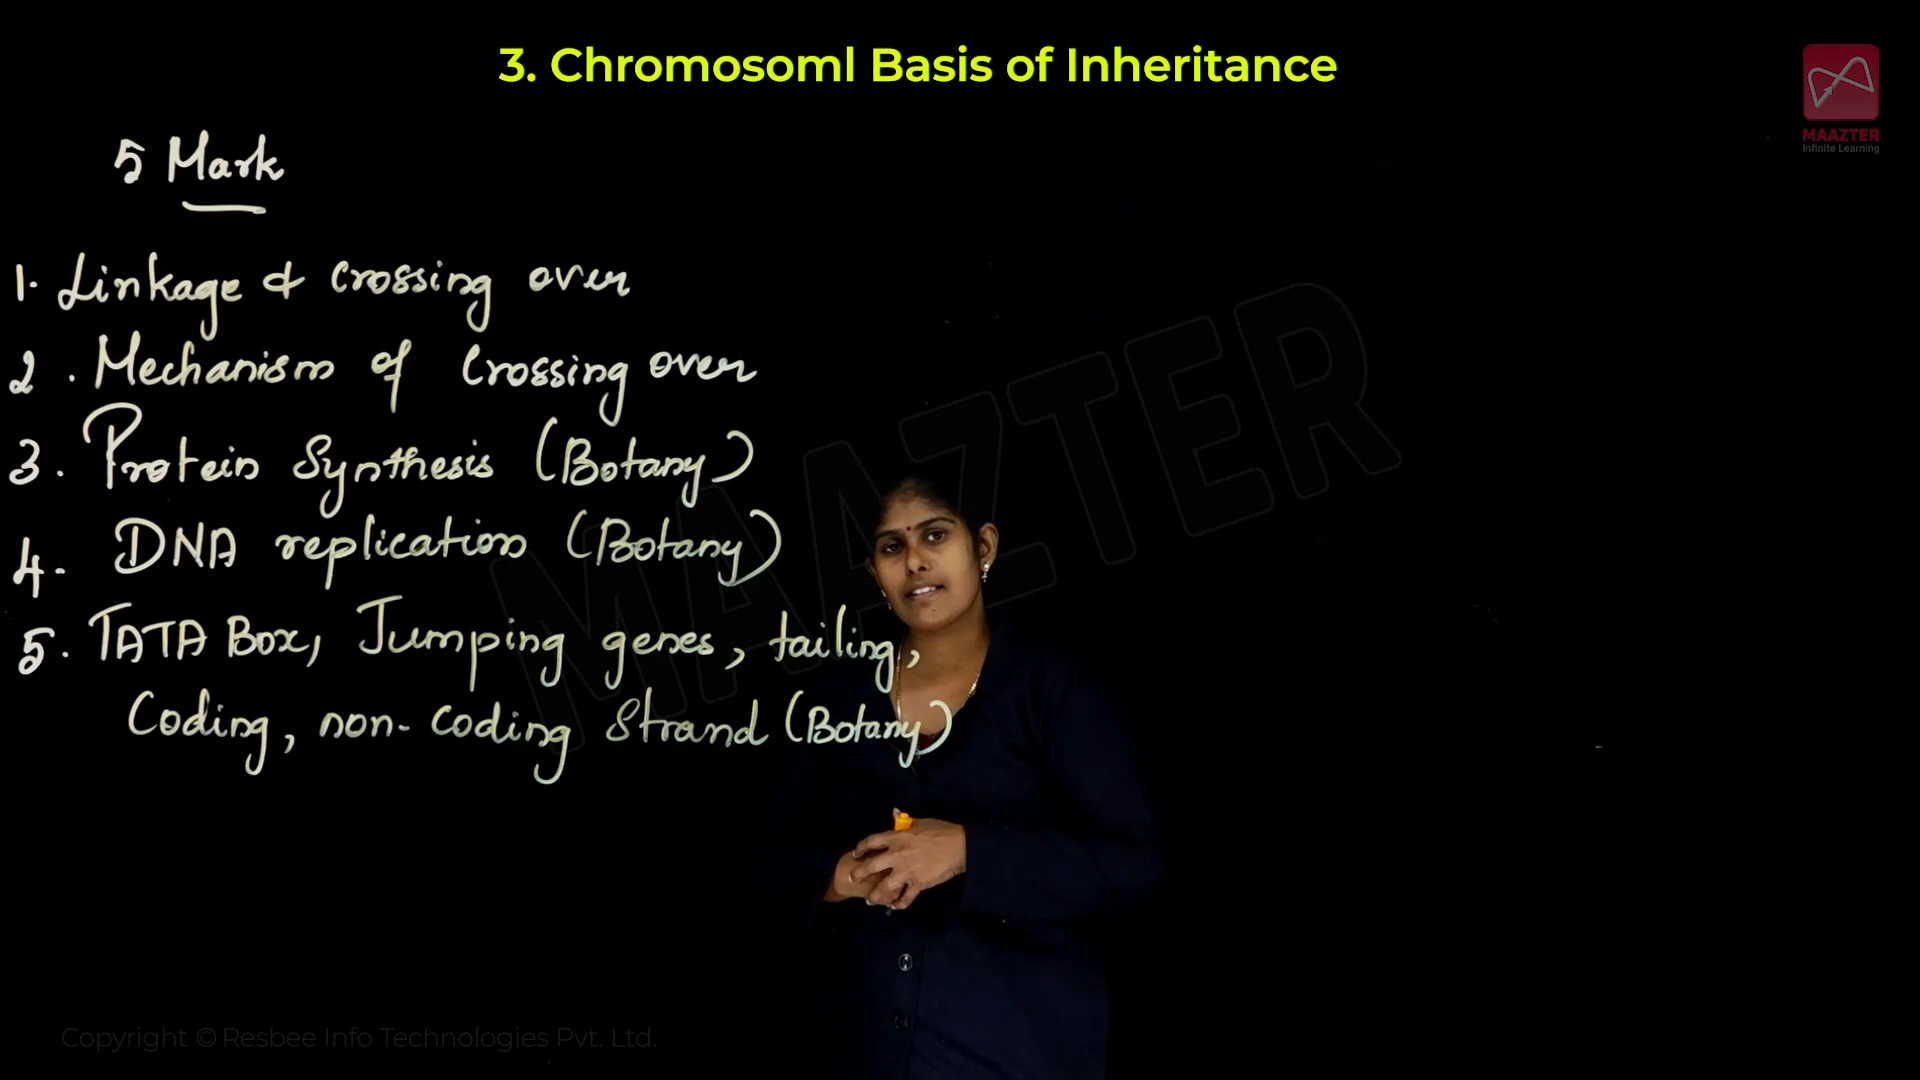 3. Chromosoml Basis of Inheritance
MAAZTER
Infinite Learning
5 Mark
1. Linkage & Crossing over
2. Mechanism of Crossing over
3. Protein Synthesis (Botany)
4. DNA replication (Botany)
5. TATA Box, Jumping genes, tailing,
Coding, non-coding Strand (Botany)
MAAZTER
Copyright © Resbee Info Technologies Pvt. Ltd.